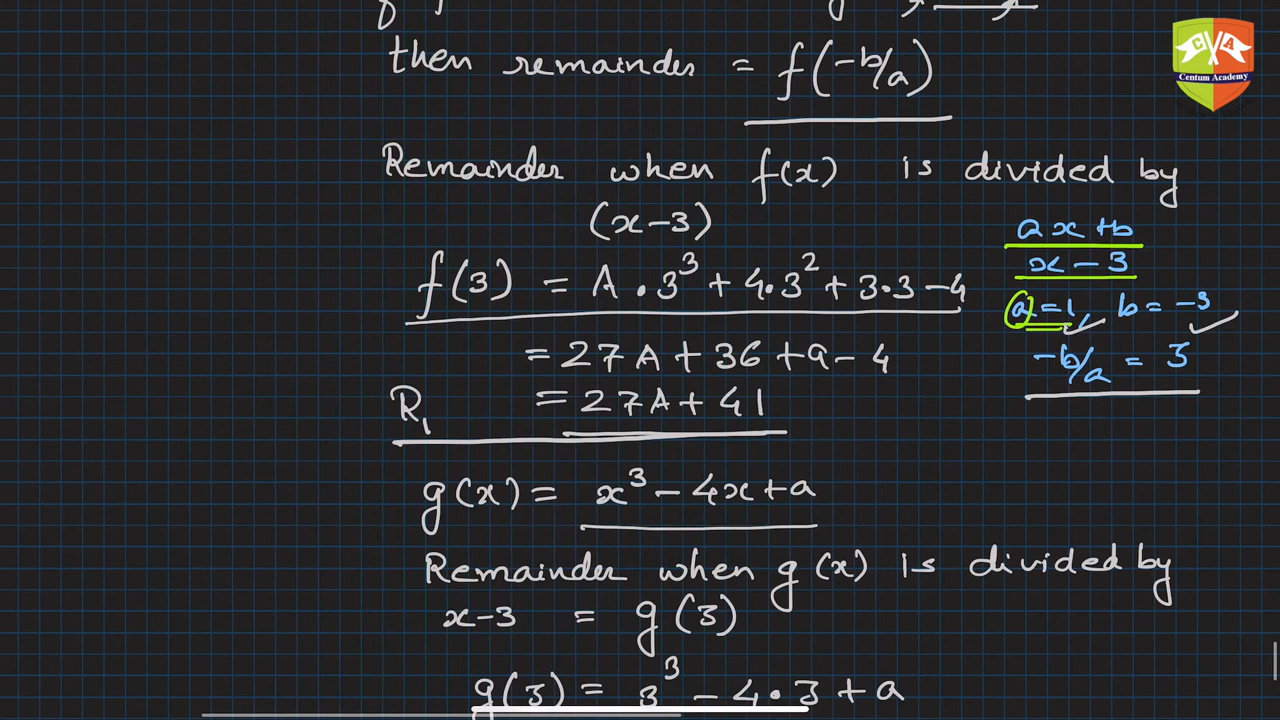 then remainder = f(-b/a)
Remainder when f(x) is divided by
(x-3)
f(3) = A·3³ + 4·3² + 3·3 - 4
= 27A + 36 + 9 - 4
R₁ = 27A + 41
g(x) = x³ - 4x + a
Remainder when g(x) is divided by
x-3 = g(3)
g(3) = 3³ - 4·3 + a
ax+b
x-3
a=1, b=-3
-b/a = 3
CA
Centum Academy